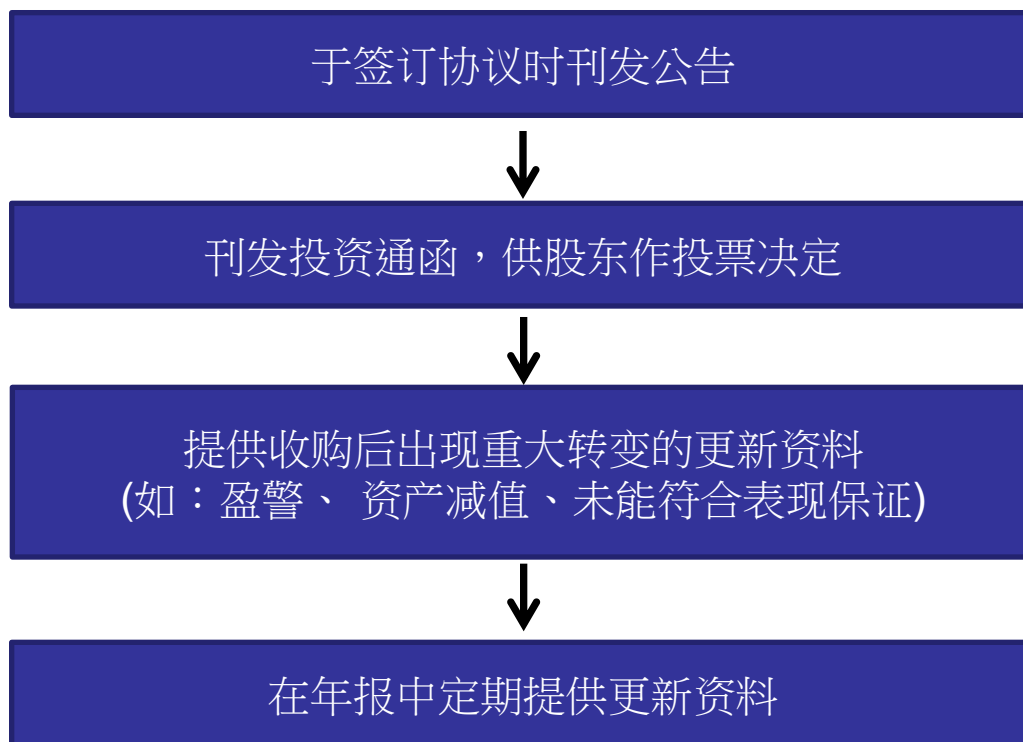 于签订协议时刊发公告
刊发投资通函，供股东作投票决定
提供收购后出现重大转变的更新资料
(如：盈警、 资产减值、未能符合表现保证)
在年报中定期提供更新资料